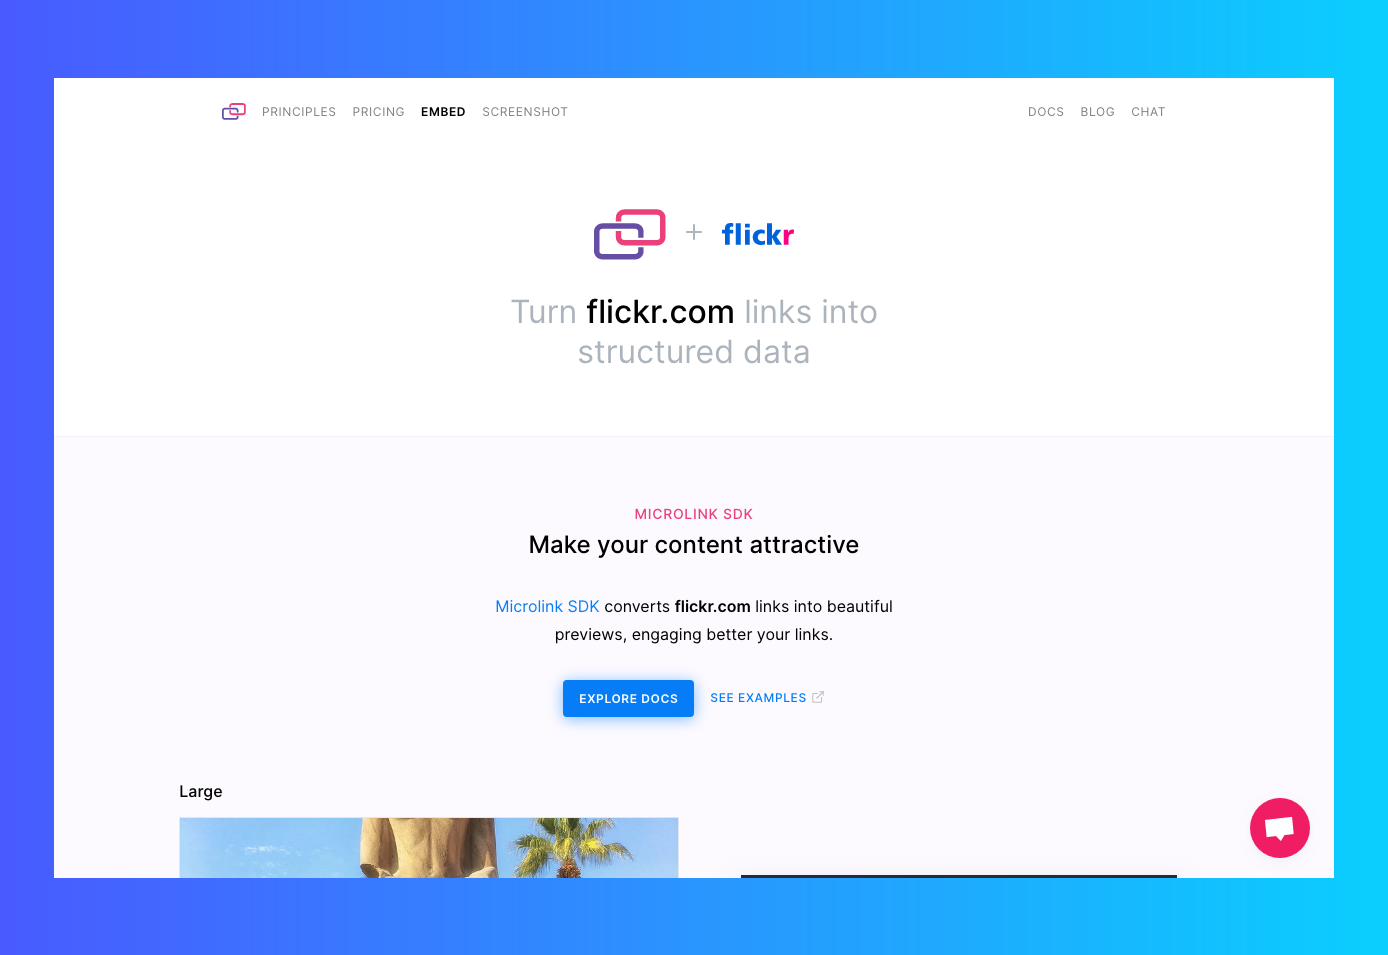 PRINCIPLES PRICING EMBED SCREENSHOT DOCS BLOG CHAT
+ flickr
Turn flickr.com links into
structured data
MICROLINK SDK
Make your content attractive
Microlink SDK converts flickr.com links into beautiful
previews, engaging better your links.
EXPLORE DOCS SEE EXAMPLES
Large